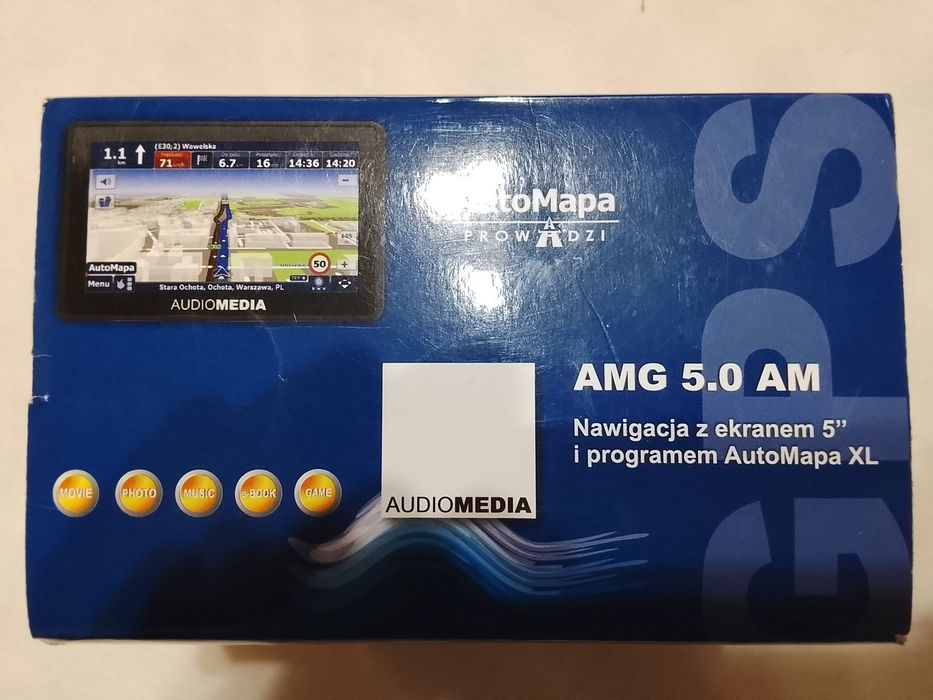 1.1 km
(E30;2) Wawelska
71 km/h
6.7
16
14:36
14:20
605
50
AutoMapa
Menu
Stara Ochota, Ochota, Warszawa, PL
AUDIOMEDIA
PROWADZI
GPS
AMG 5.0 AM
Nawigacja z ekranem 5”
i programem AutoMapa XL
MOVIE
PHOTO
MUSIC
e-BOOK
GAME
AUDIOMEDIA